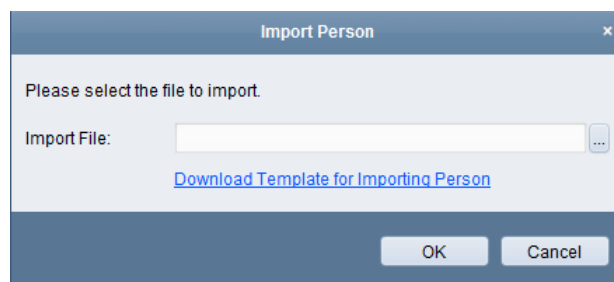 Import Person ×
Please select the file to import.
Import File: ...
Download Template for Importing Person
OK Cancel